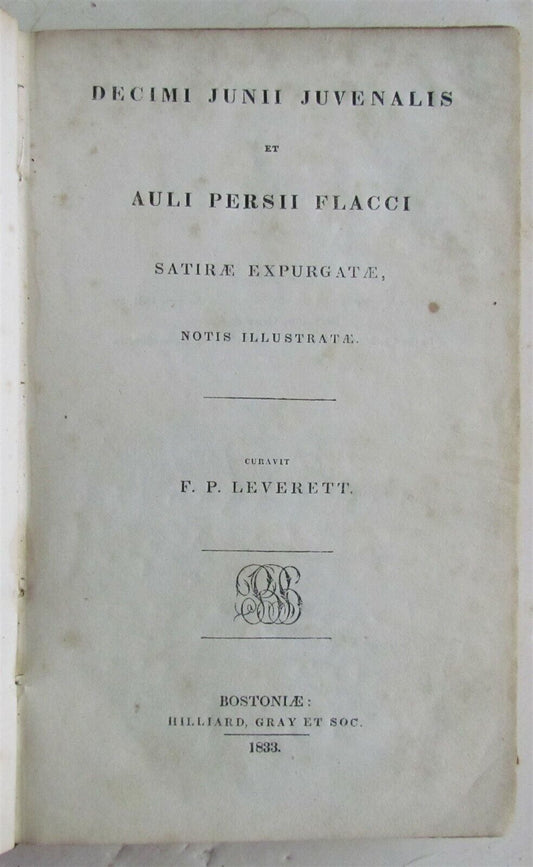 DECIMI JUNII JUVENALIS
ET
AULI PERSII FLACCI
SATIRÆ EXPURGATÆ,
NOTIS ILLUSTRATÆ.
CURAVIT
F. P. LEVERETT.
BOSTONIÆ:
HILLIARD, GRAY ET SOC.
1833.